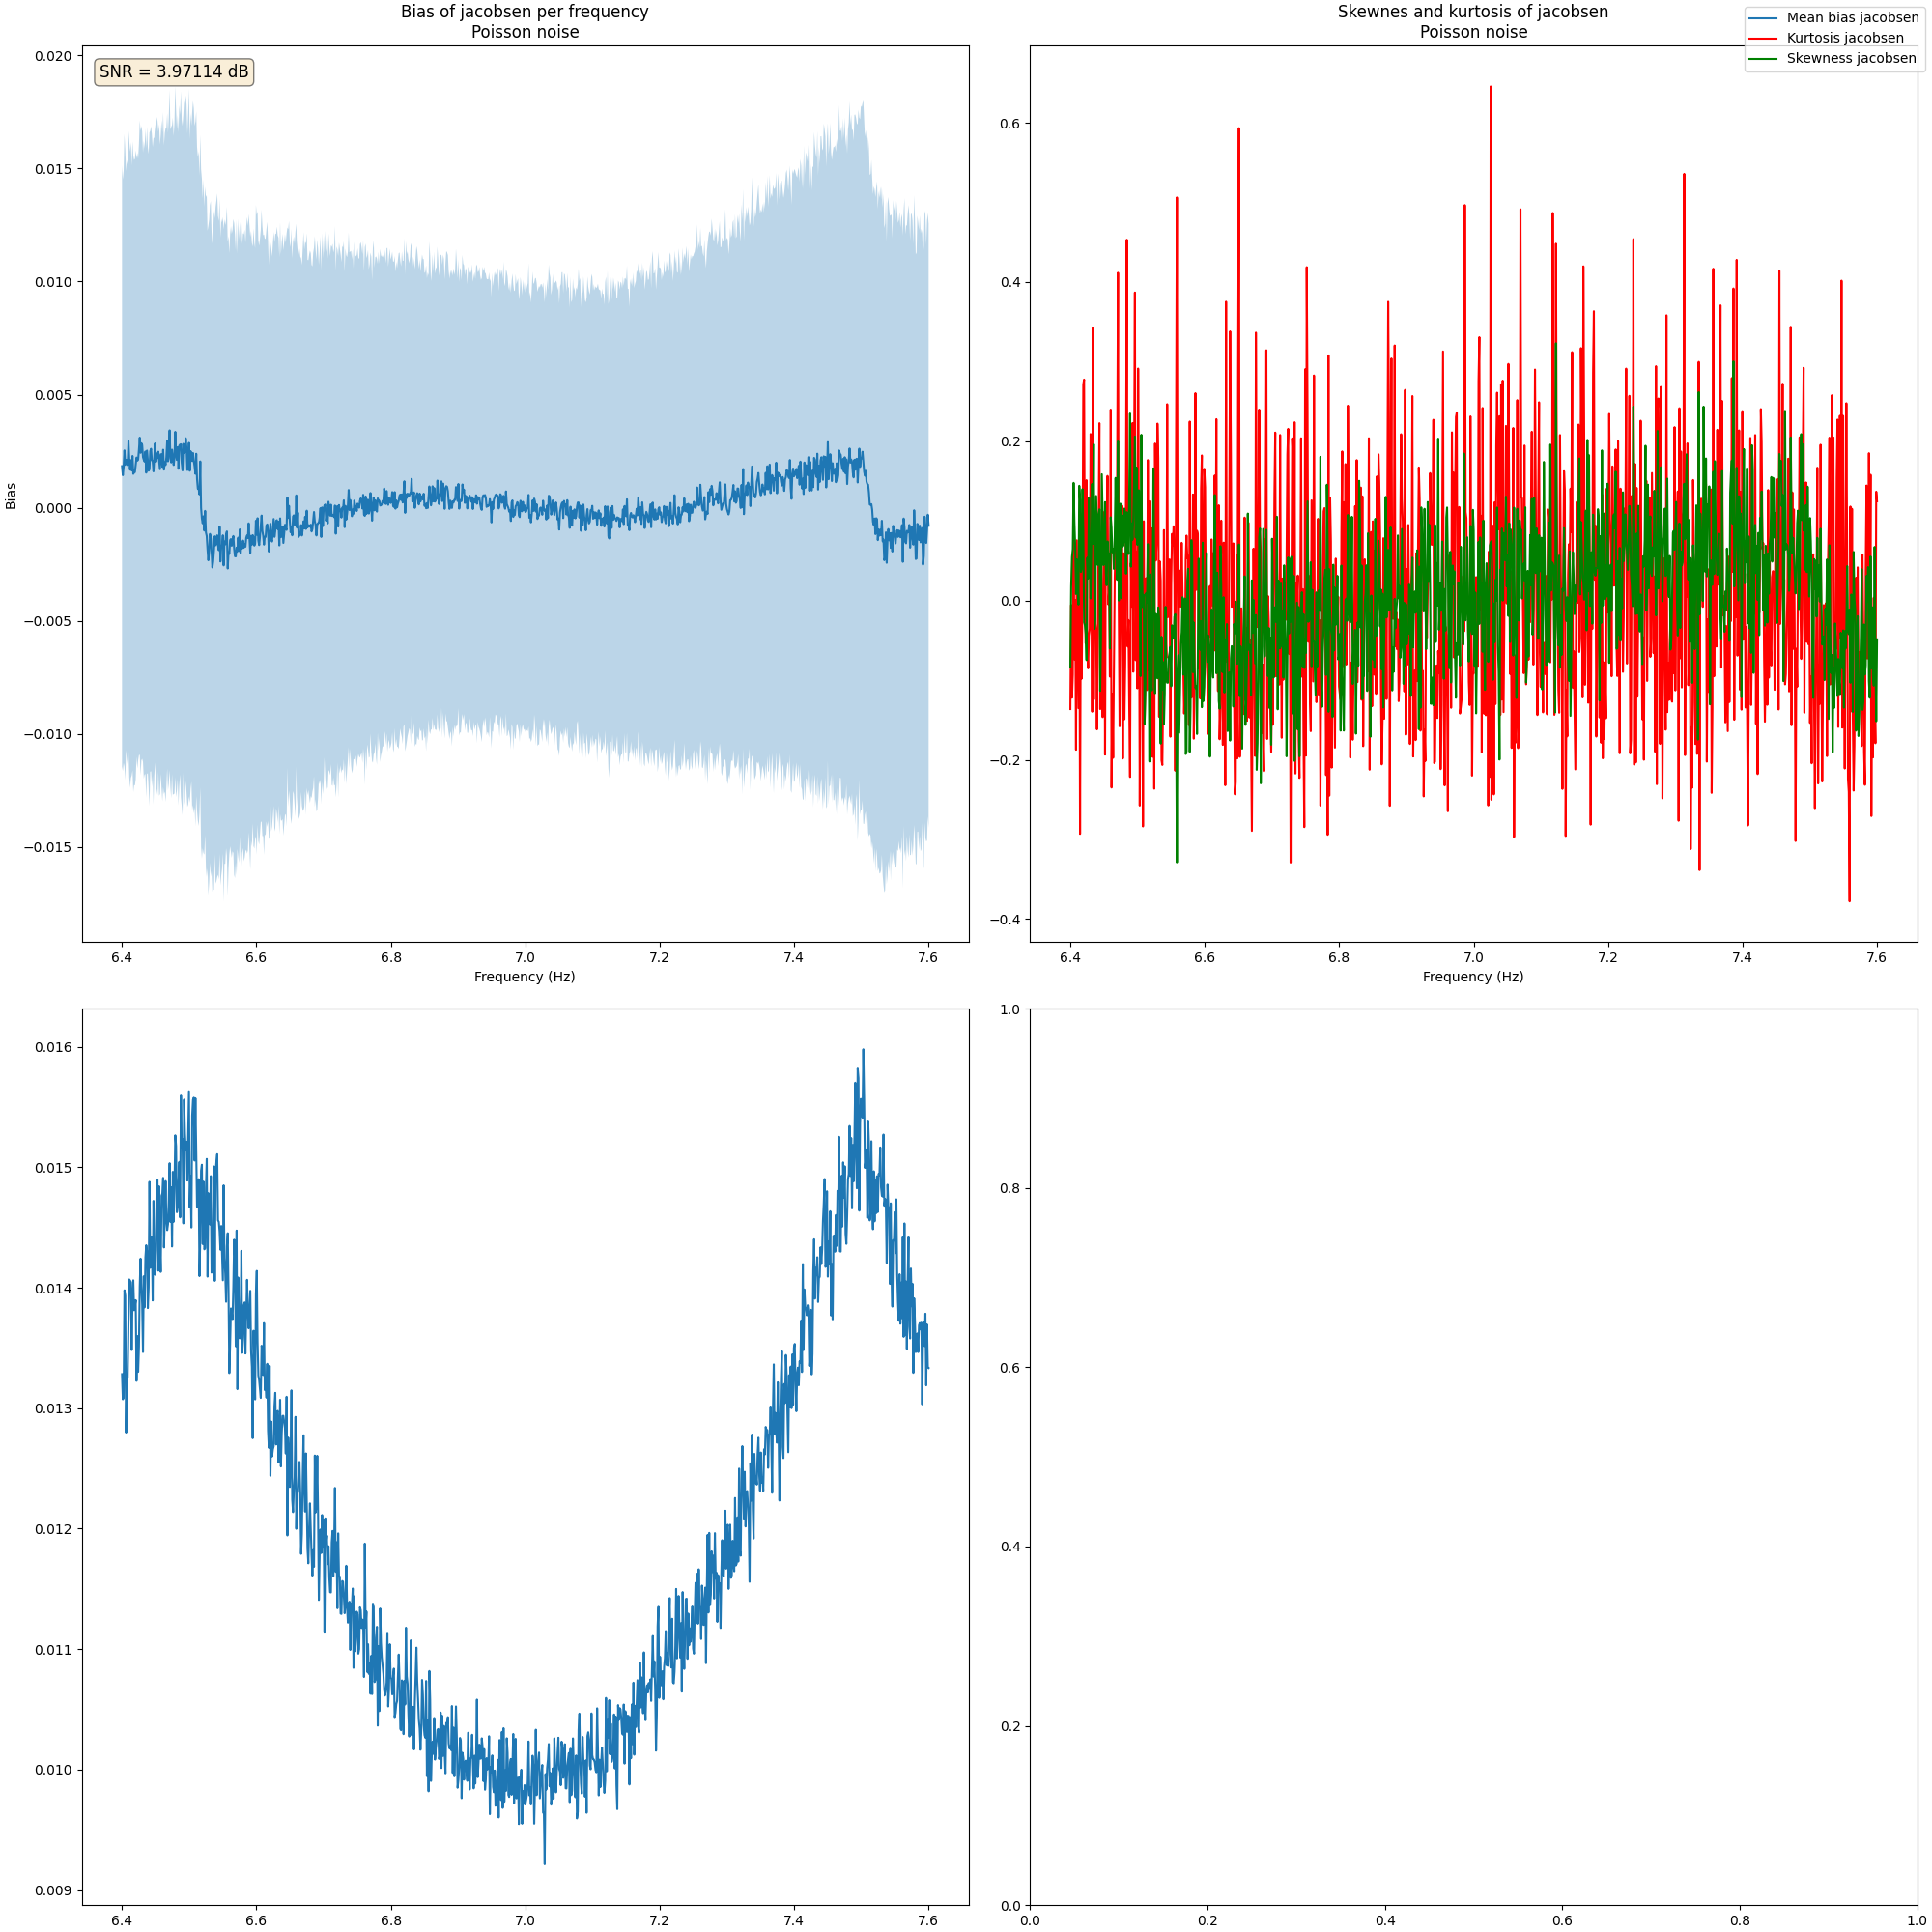 Bias of jacobsen per frequency
Poisson noise
SNR = 3.97114 dB
Bias
0.020
0.015
0.010
0.005
0.000
−0.005
−0.010
−0.015
6.4 6.6 6.8 7.0 7.2 7.4 7.6
Frequency (Hz)
Skewnes and kurtosis of jacobsen
Poisson noise
Mean bias jacobsen
Kurtosis jacobsen
Skewness jacobsen
0.6
0.4
0.2
0.0
−0.2
−0.4
6.4 6.6 6.8 7.0 7.2 7.4 7.6
Frequency (Hz)
0.016
0.015
0.014
0.013
0.012
0.011
0.010
0.009
6.4 6.6 6.8 7.0 7.2 7.4 7.6
1.0
0.8
0.6
0.4
0.2
0.0
0.0 0.2 0.4 0.6 0.8 1.0